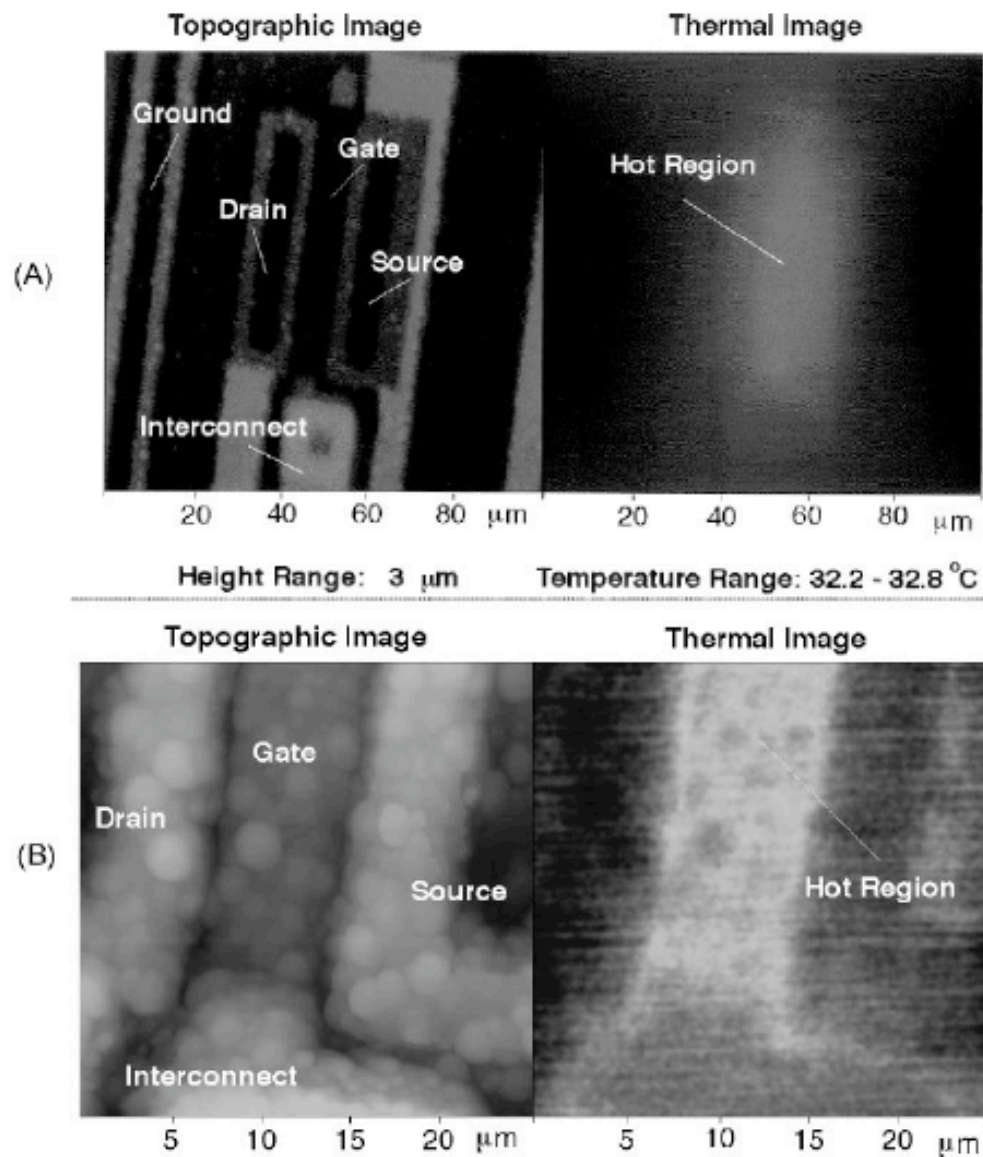 Topographic Image
Thermal Image
Ground
Gate
Drain
Source
Interconnect
Hot Region
(A)
20 40 60 80 μm
20 40 60 80 μm
Height Range: 3 μm
Temperature Range: 32.2 - 32.8 °C
Topographic Image
Thermal Image
Gate
Drain
Source
Interconnect
Hot Region
(B)
5 10 15 20 μm
5 10 15 20 μm